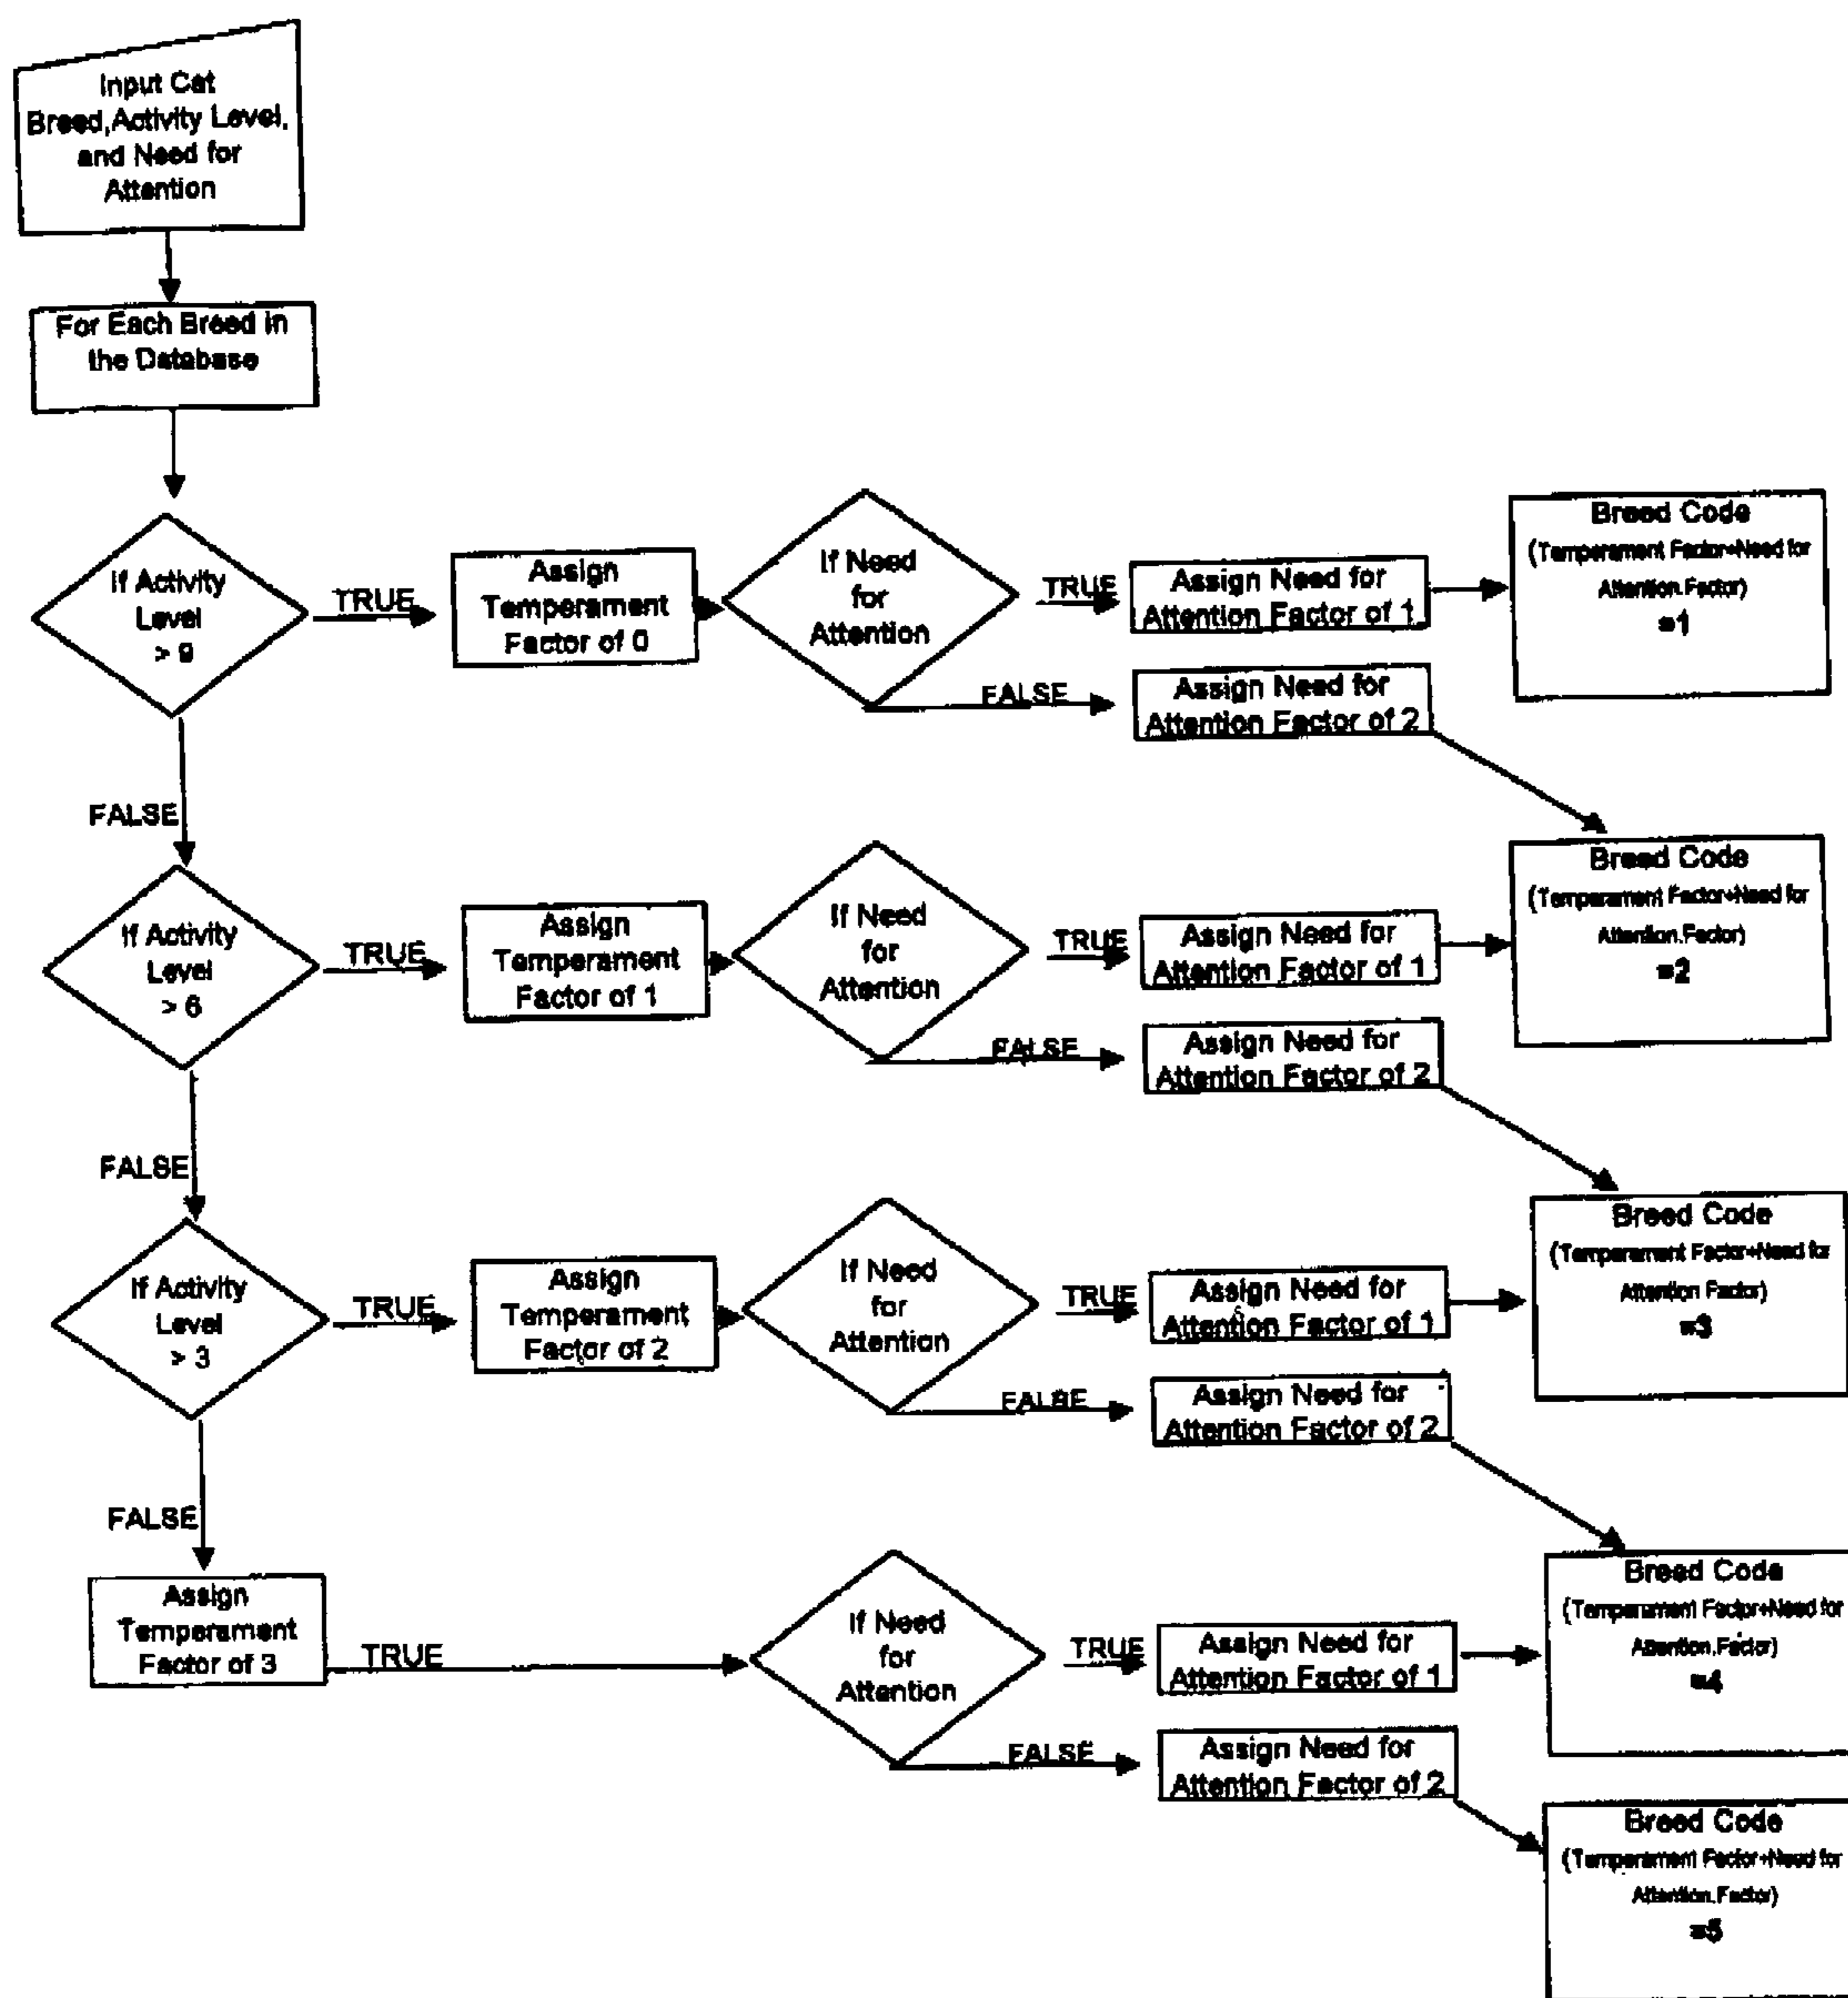 Input Cat
Breed,Activity Level,
and Need for
Attention
For Each Breed in
the Database
If Activity
Level
> 9
TRUE
Assign
Temperament
Factor of 0
If Need
for
Attention
TRUE
Assign Need for
Attention Factor of 1
Breed Code
(Temperament Factor+Need for
Attention.Factor)
=1
FALSE
Assign Need for
Attention Factor of 2
FALSE
If Activity
Level
> 6
TRUE
Assign
Temperament
Factor of 1
If Need
for
Attention
TRUE
Assign Need for
Attention Factor of 1
Breed Code
(Temperament Factor+Need for
Attention.Factor)
=2
FALSE
Assign Need for
Attention Factor of 2
FALSE
If Activity
Level
> 3
TRUE
Assign
Temperament
Factor of 2
If Need
for
Attention
TRUE
Assign Need for
Attention Factor of 1
Breed Code
(Temperament Factor+Need for
Attention Factor)
=3
FALSE
Assign Need for
Attention Factor of 2
FALSE
Assign
Temperament
Factor of 3
TRUE
If Need
for
Attention
TRUE
Assign Need for
Attention Factor of 1
Breed Code
(Temperament Factor+Need for
Attention.Factor)
=4
FALSE
Assign Need for
Attention Factor of 2
Breed Code
(Temperament Factor+Need for
Attention.Factor)
=5